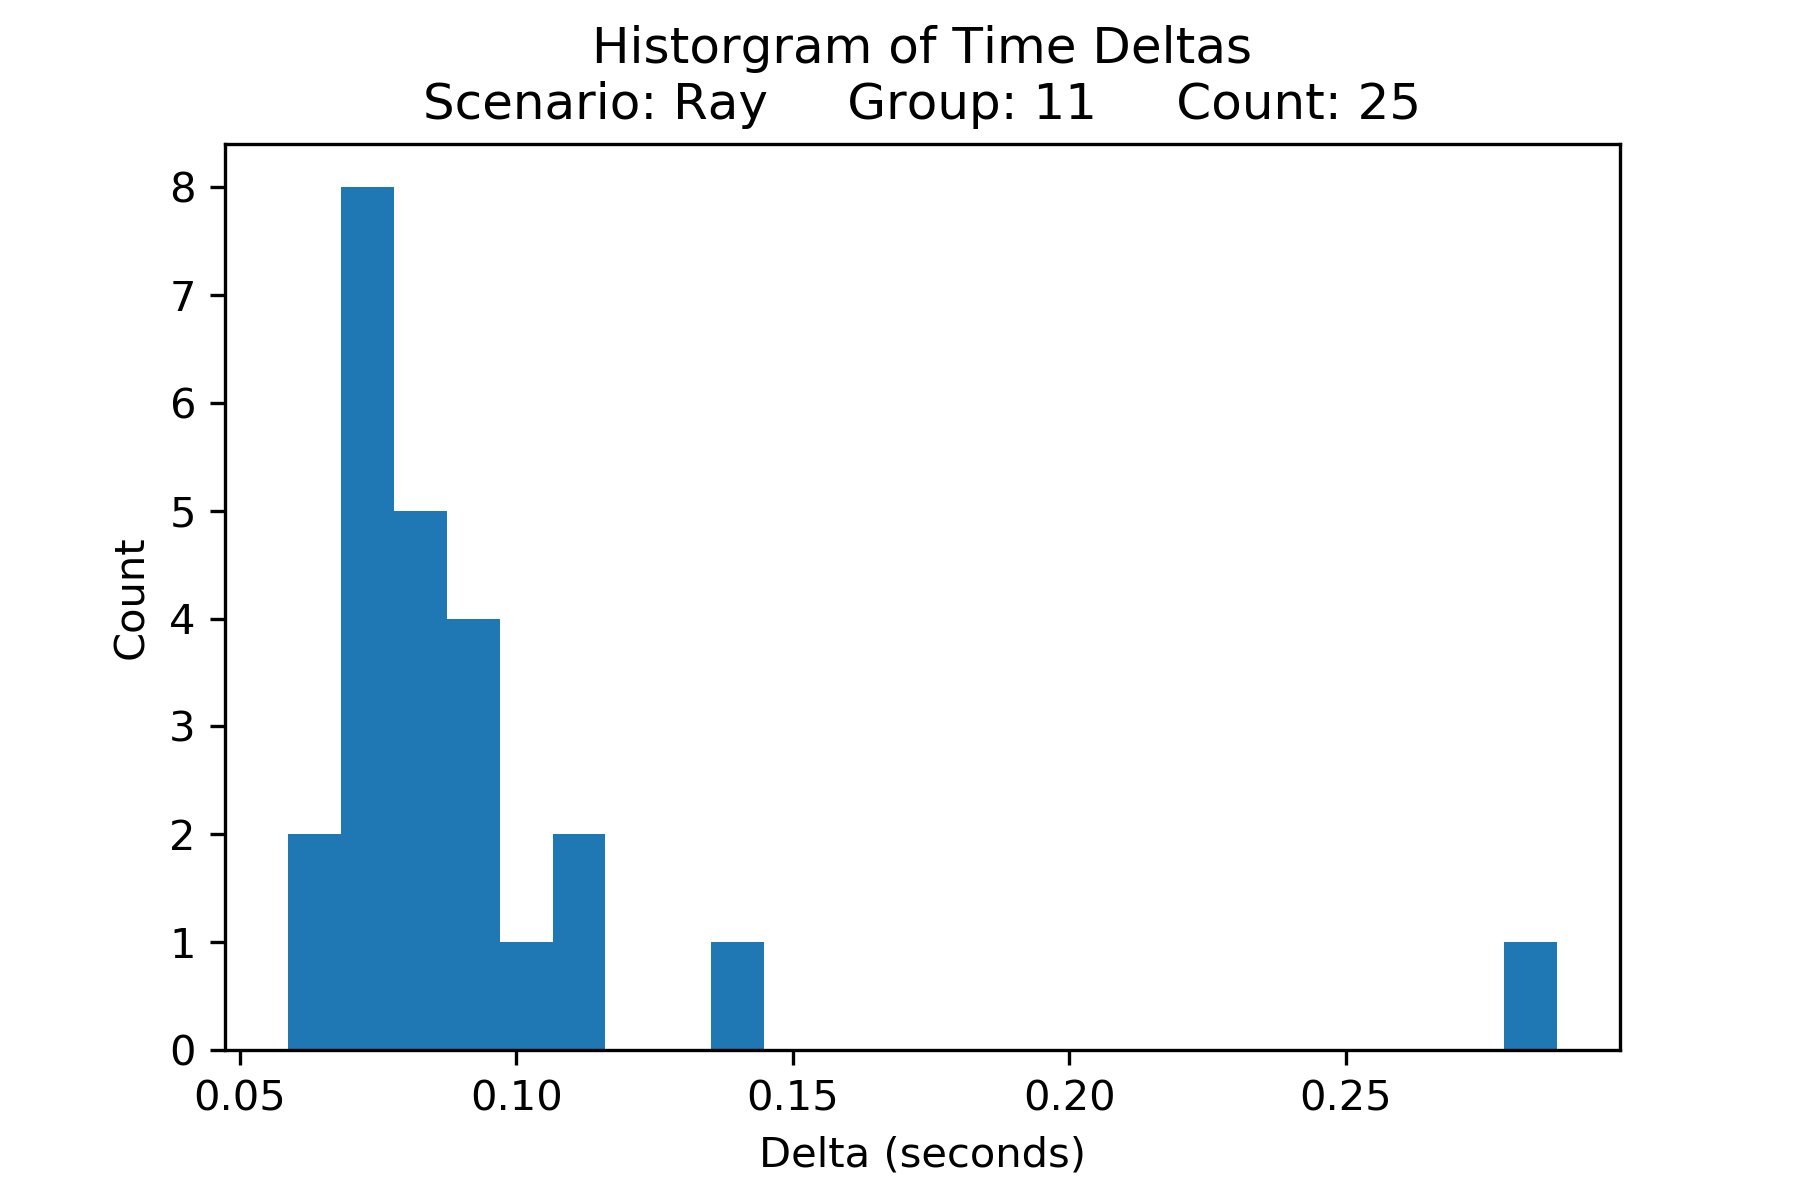 Historgram of Time Deltas
Scenario: Ray Group: 11 Count: 25
8
7
6
5
4
3
2
1
0
Count
0.05 0.10 0.15 0.20 0.25
Delta (seconds)